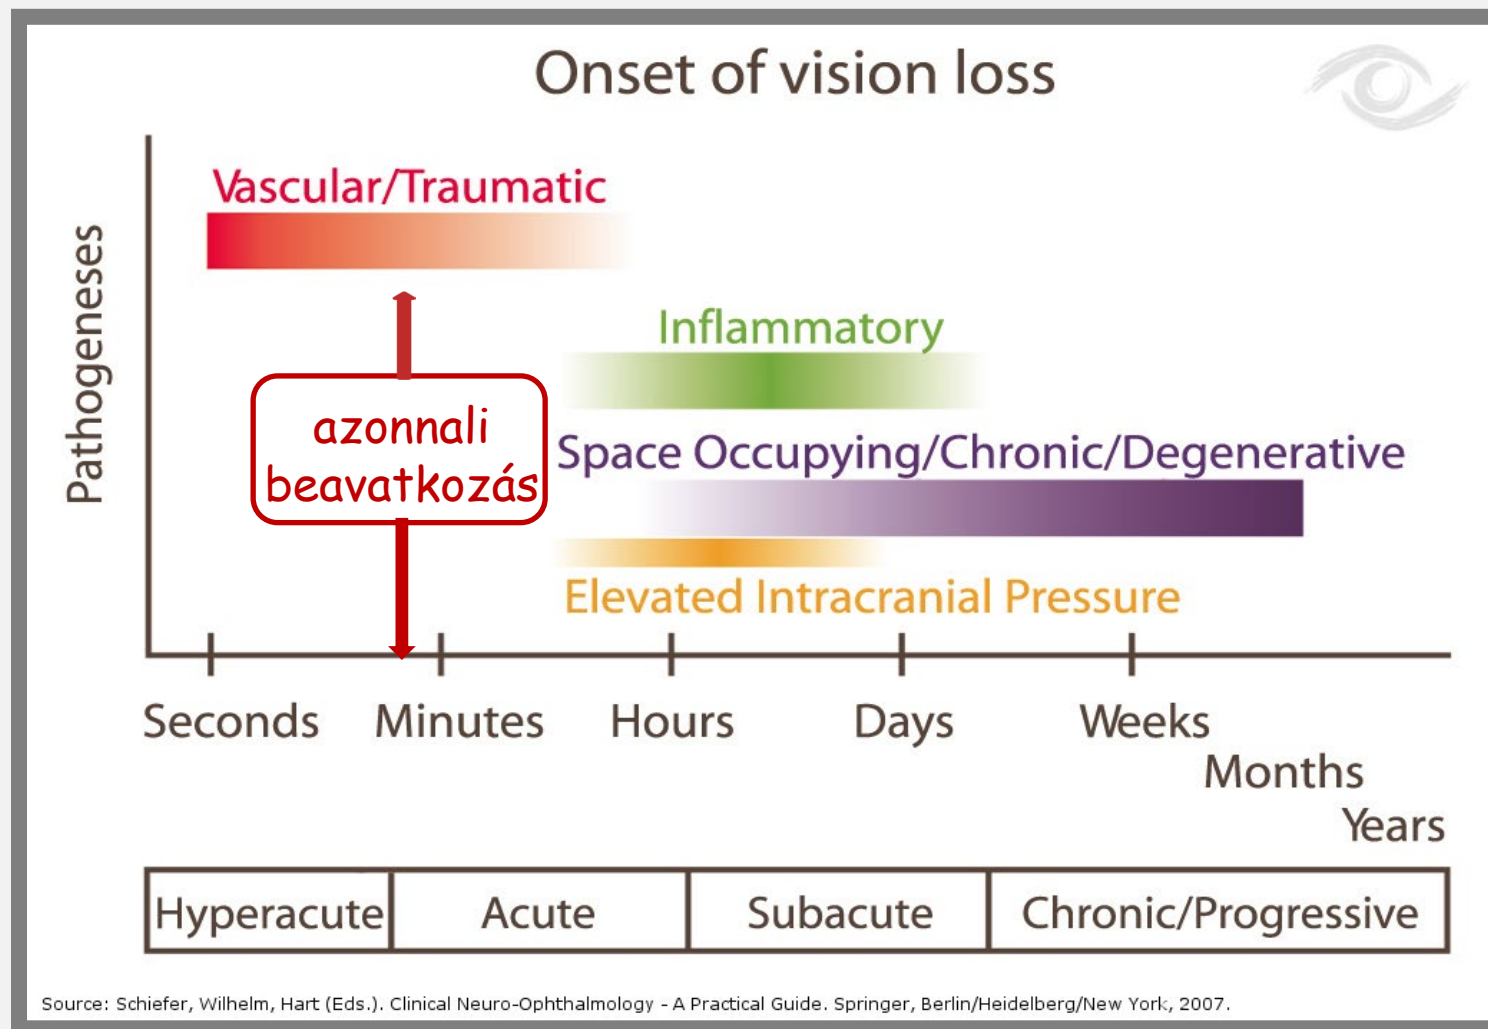 Onset of vision loss
Pathogeneses
Vascular/Traumatic
Inflammatory
azonnali
beavatkozás
Space Occupying/Chronic/Degenerative
Elevated Intracranial Pressure
Seconds Minutes Hours Days Weeks
Months
Years
Hyperacute Acute Subacute Chronic/Progressive
Source: Schiefer, Wilhelm, Hart (Eds.). Clinical Neuro-Ophthalmology - A Practical Guide. Springer, Berlin/Heidelberg/New York, 2007.